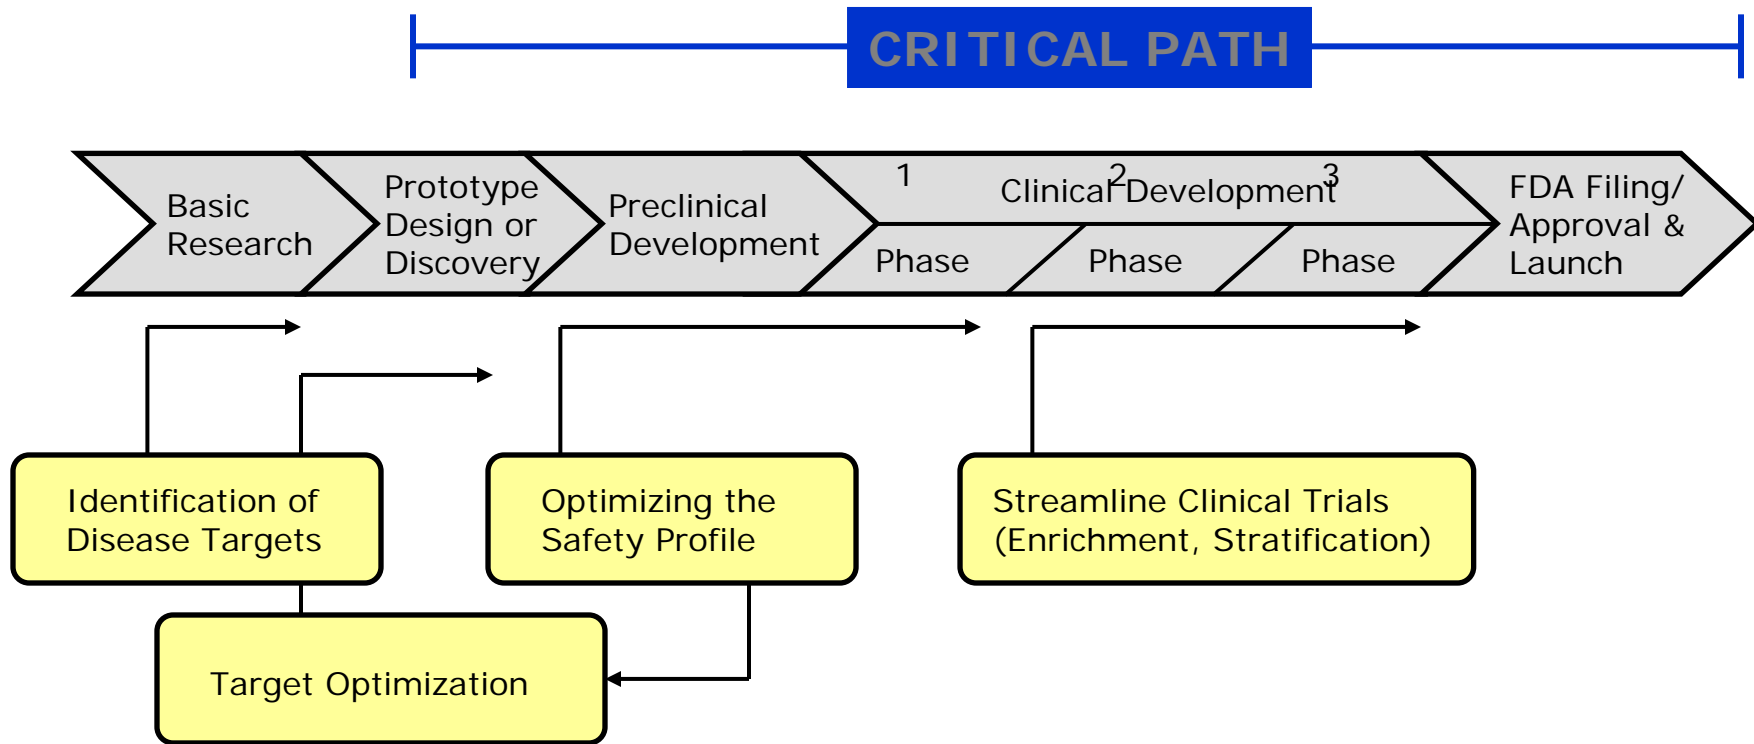 CRITICAL PATH
Basic
Research
Prototype
Design or
Discovery
Preclinical
Development
1 2 3
Clinical Development
Phase Phase Phase
FDA Filing/
Approval &
Launch
Identification of
Disease Targets
Optimizing the
Safety Profile
Streamline Clinical Trials
(Enrichment, Stratification)
Target Optimization